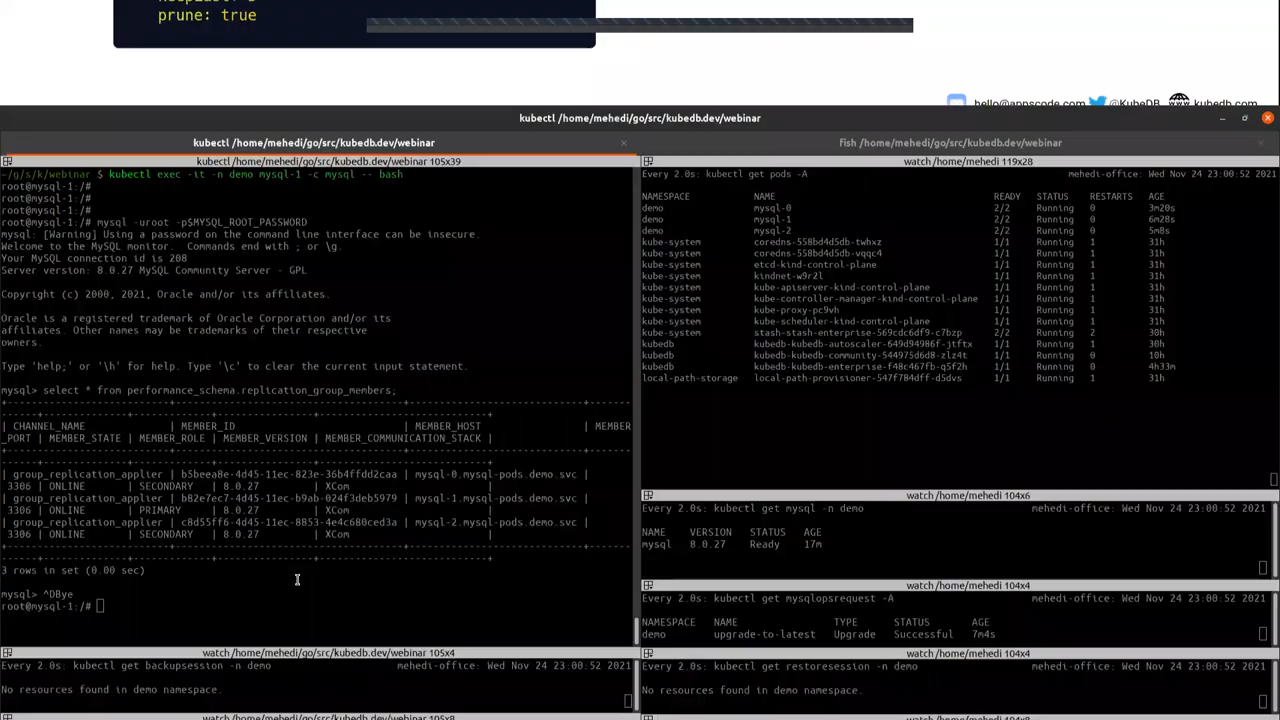 prune: true
hello@appscode.com @KubeDB kubedb.com
kubectl /home/mehedi/go/src/kubedb.dev/webinar
kubectl /home/mehedi/go/src/kubedb.dev/webinar
fish /home/mehedi/go/src/kubedb.dev/webinar
kubectl /home/mehedi/go/src/kubedb.dev/webinar 105x39
~/g/s/k/webinar > kubectl exec -it -n demo mysql-1 -c mysql -- bash
root@mysql-1:/#
root@mysql-1:/#
root@mysql-1:/#
root@mysql-1:/# mysql -uroot -p$MYSQL_ROOT_PASSWORD
mysql: [Warning] Using a password on the command line interface can be insecure.
Welcome to the MySQL monitor.  Commands end with ; or \g.
Your MySQL connection id is 208
Server version: 8.0.27 MySQL Community Server - GPL
Copyright (c) 2000, 2021, Oracle and/or its affiliates.
Oracle is a registered trademark of Oracle Corporation and/or its
affiliates. Other names may be trademarks of their respective
owners.
Type 'help;' or '\h' for help. Type '\c' to clear the current input statement.
mysql> select * from performance_schema.replication_group_members;
| CHANNEL_NAME | MEMBER_ID | MEMBER_HOST | MEMBER
_PORT | MEMBER_STATE | MEMBER_ROLE | MEMBER_VERSION | MEMBER_COMMUNICATION_STACK |
| group_replication_applier | b5beea8e-4d45-11ec-823e-36b4ffdd2caa | mysql-0.mysql-pods.demo.svc |
3306 | ONLINE | SECONDARY | 8.0.27 | XCom |
| group_replication_applier | b82e7ec7-4d45-11ec-b9ab-024f3deb5979 | mysql-1.mysql-pods.demo.svc |
3306 | ONLINE | PRIMARY | 8.0.27 | XCom |
| group_replication_applier | c8d55ff6-4d45-11ec-8853-4e4c680ced3a | mysql-2.mysql-pods.demo.svc |
3306 | ONLINE | SECONDARY | 8.0.27 | XCom |
3 rows in set (0.00 sec)
mysql> ^DBye
root@mysql-1:/#
kubectl /home/mehedi/go/src/kubedb.dev/webinar 105x4
watch /home/mehedi 119x28
Every 2.0s: kubectl get pods -A mehedi-office: Wed Nov 24 23:00:52 2021
NAMESPACE NAME READY STATUS RESTARTS AGE
demo mysql-0 2/2 Running 0 3m20s
demo mysql-1 2/2 Running 0 6m28s
demo mysql-2 2/2 Running 0 5m8s
kube-system coredns-558bd4d5db-twhxz 1/1 Running 1 31h
kube-system coredns-558bd4d5db-vqqc4 1/1 Running 1 31h
kube-system etcd-kind-control-plane 1/1 Running 1 31h
kube-system kindnet-w9r2l 1/1 Running 1 31h
kube-system kube-apiserver-kind-control-plane 1/1 Running 1 31h
kube-system kube-controller-manager-kind-control-plane 1/1 Running 1 31h
kube-system kube-proxy-pc9vh 1/1 Running 1 31h
kube-system kube-scheduler-kind-control-plane 1/1 Running 1 31h
kube-system stash-stash-enterprise-569cdc6df9-c7bzp 2/2 Running 2 30h
kubedb kubedb-kubedb-autoscaler-649d94986f-jtftx 1/1 Running 1 30h
kubedb kubedb-kubedb-community-544975d6d8-zlz4t 1/1 Running 0 10h
kubedb kubedb-kubedb-enterprise-f48c467fb-q5f2h 1/1 Running 0 4h33m
local-path-storage local-path-provisioner-547f784dff-d5dvs 1/1 Running 1 31h
watch /home/mehedi 104x6
Every 2.0s: kubectl get mysql -n demo mehedi-office: Wed Nov 24 23:00:52 2021
NAME VERSION STATUS AGE
mysql 8.0.27 Ready 17m
watch /home/mehedi 104x4
Every 2.0s: kubectl get mysqlopsrequest -A mehedi-office: Wed Nov 24 23:00:52 2021
NAMESPACE NAME TYPE STATUS AGE
demo upgrade-to-latest Upgrade Successful 7m4s
watch /home/mehedi 105x4
Every 2.0s: kubectl get backupsession -n demo mehedi-office: Wed Nov 24 23:00:52 2021
No resources found in demo namespace.
watch /home/mehedi 104x4
Every 2.0s: kubectl get restoresession -n demo mehedi-office: Wed Nov 24 23:00:52 2021
No resources found in demo namespace.
watch /home/mehedi 105x8
watch /home/mehedi 104x8